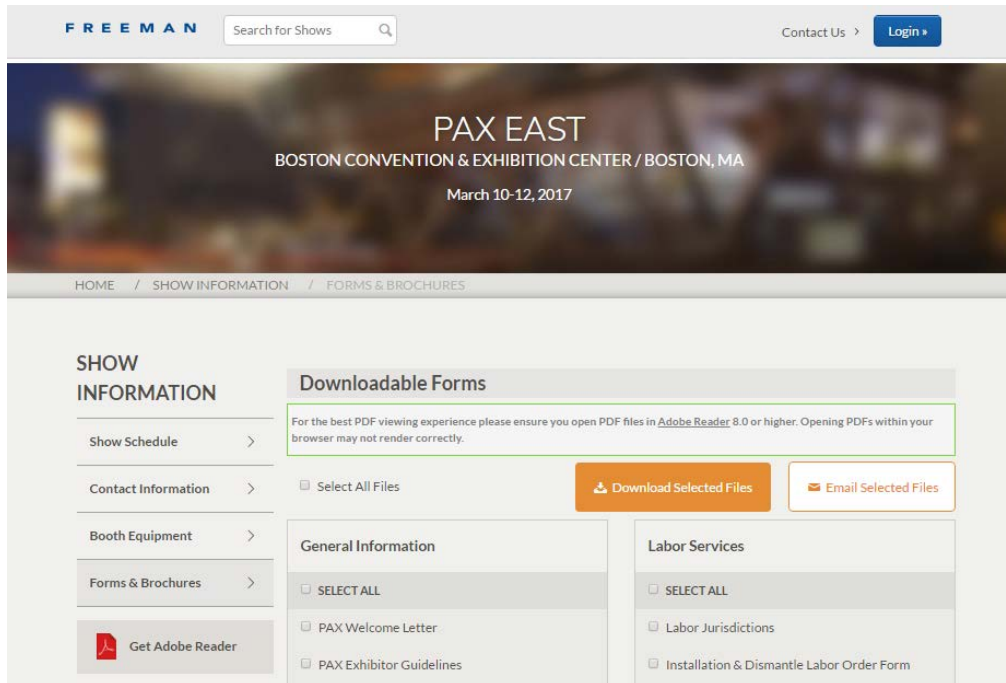 FREEMAN
Search for Shows
Contact Us >
Login »
PAX EAST
BOSTON CONVENTION & EXHIBITION CENTER / BOSTON, MA
March 10-12, 2017
HOME / SHOW INFORMATION / FORMS & BROCHURES
SHOW
INFORMATION
Show Schedule
Contact Information
Booth Equipment
Forms & Brochures
Get Adobe Reader
Downloadable Forms
For the best PDF viewing experience please ensure you open PDF files in Adobe Reader 8.0 or higher. Opening PDFs within your
browser may not render correctly.
Select All Files
Download Selected Files
Email Selected Files
General Information
SELECT ALL
PAX Welcome Letter
PAX Exhibitor Guidelines
Labor Services
SELECT ALL
Labor Jurisdictions
Installation & Dismantle Labor Order Form